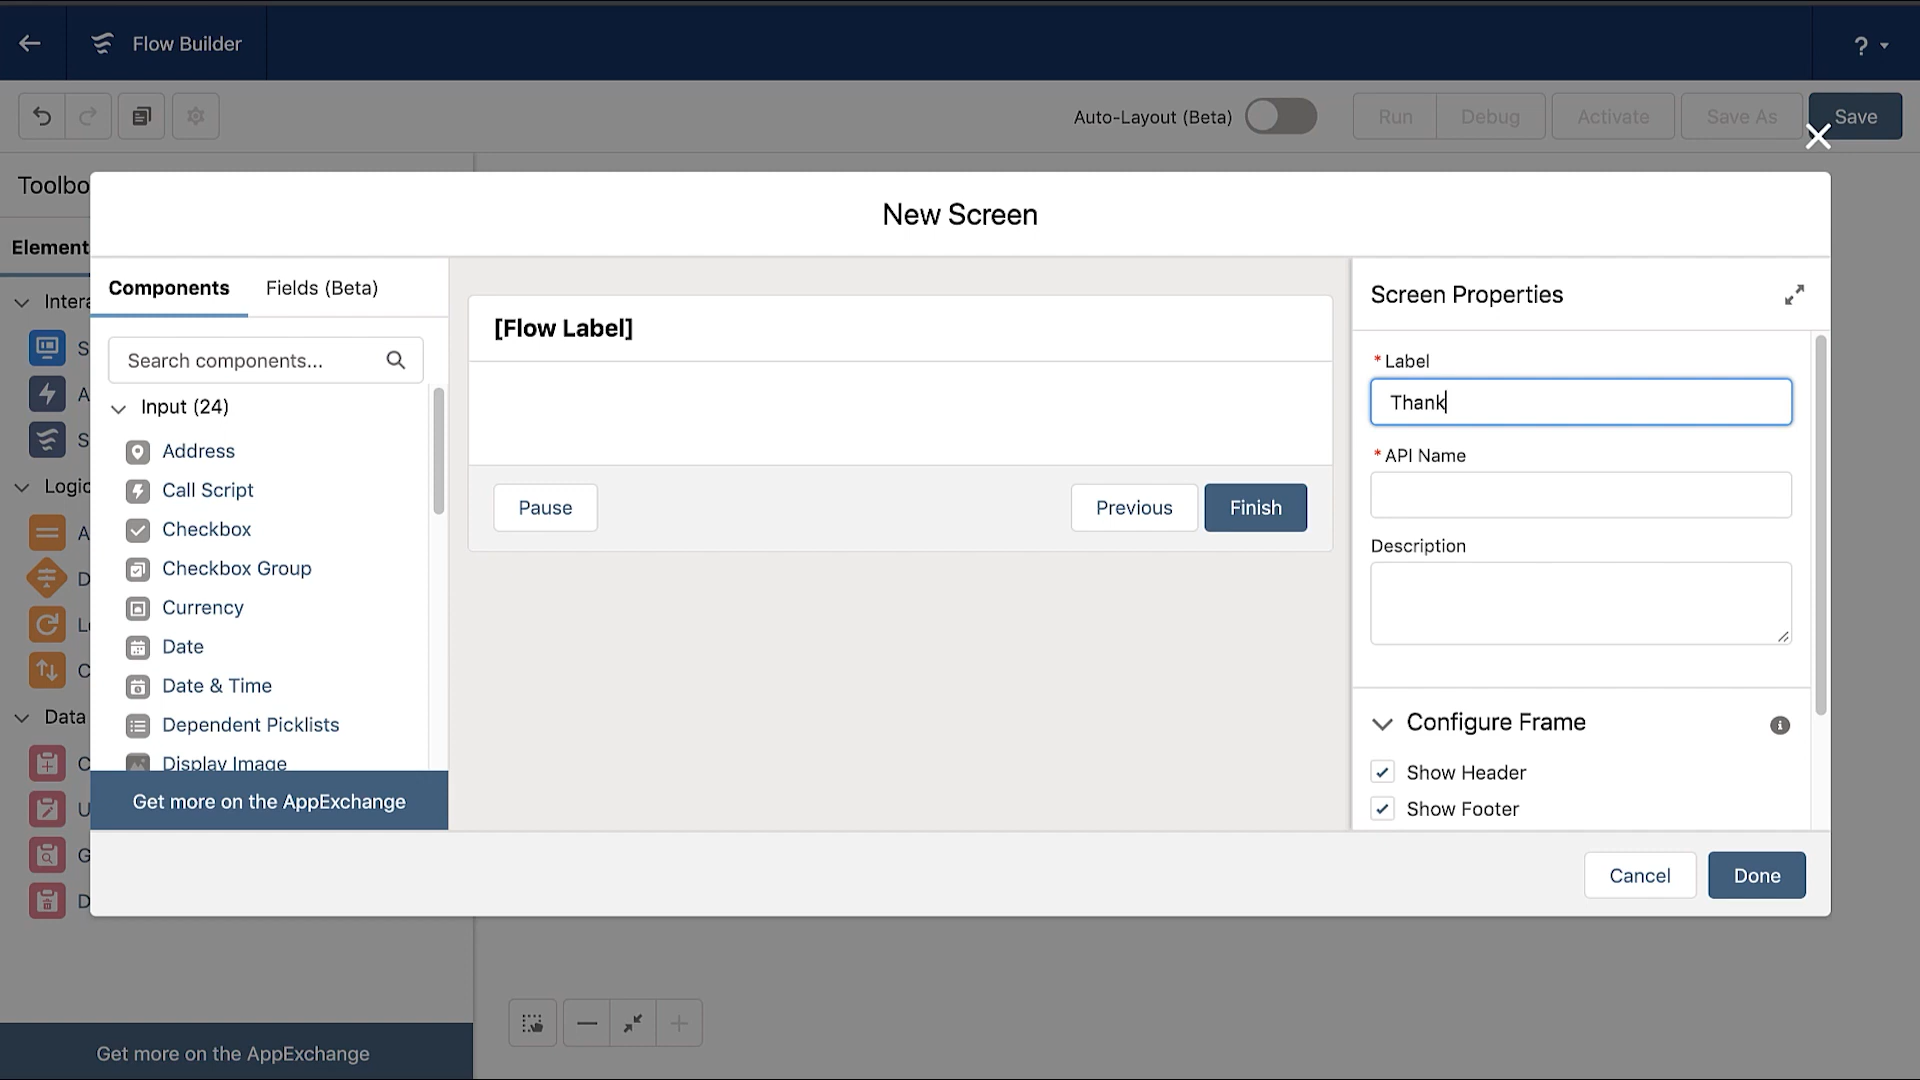 Flow Builder
?
Auto-Layout (Beta)
Run
Debug
Activate
Save As
Save
New Screen
Components
Fields (Beta)
Search components...
Input (24)
Address
Call Script
Checkbox
Checkbox Group
Currency
Date
Date & Time
Dependent Picklists
Display Image
Get more on the AppExchange
[Flow Label]
Pause
Previous
Finish
Screen Properties
* Label
Thank
* API Name
Description
Configure Frame
Show Header
Show Footer
Cancel
Done
Toolbo
Element
Intera
S
A
S
Logic
A
D
L
C
Data
C
U
G
D
Get more on the AppExchange